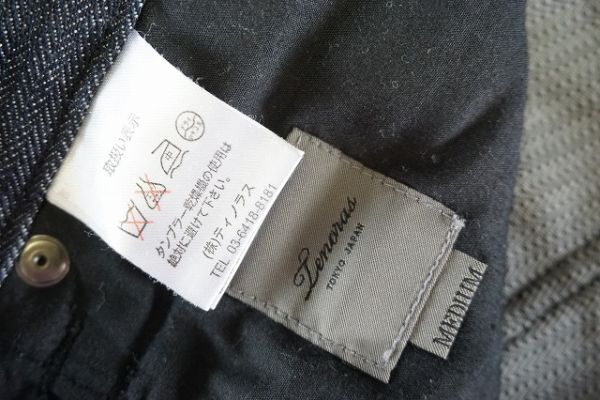 取扱い表示
タンブラー乾燥機の使用は
絶対に避けて下さい。
(株)ティノラス
TEL 03-6418-8181
Tenoras
TOKYO JAPAN
MEDIUM